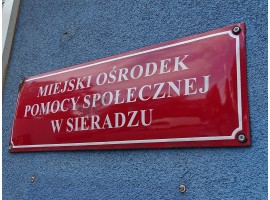 MIEJSKI OŚRODEK
POMOCY SPOŁECZNEJ
W SIERADZU